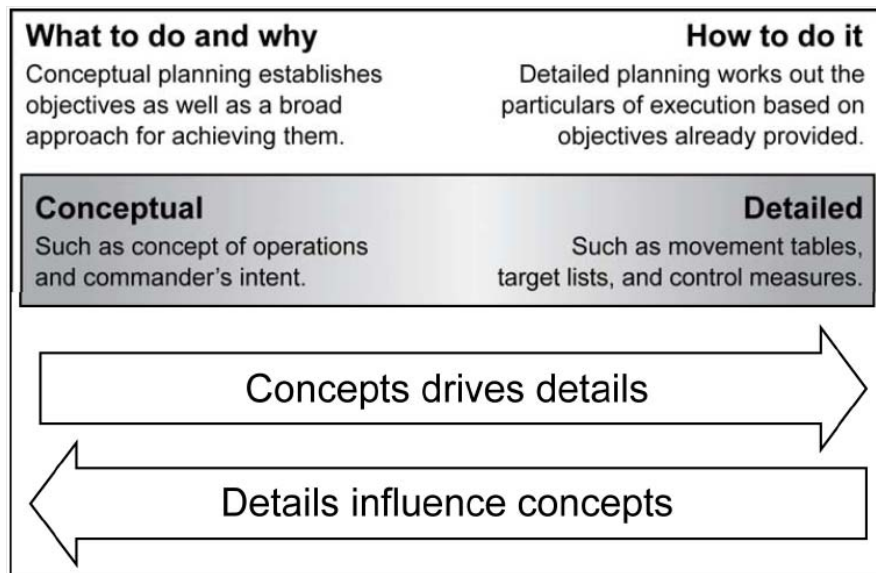 What to do and why
Conceptual planning establishes
objectives as well as a broad
approach for achieving them.
How to do it
Detailed planning works out the
particulars of execution based on
objectives already provided.
Conceptual
Such as concept of operations
and commander's intent.
Detailed
Such as movement tables,
target lists, and control measures.
Concepts drives details
Details influence concepts